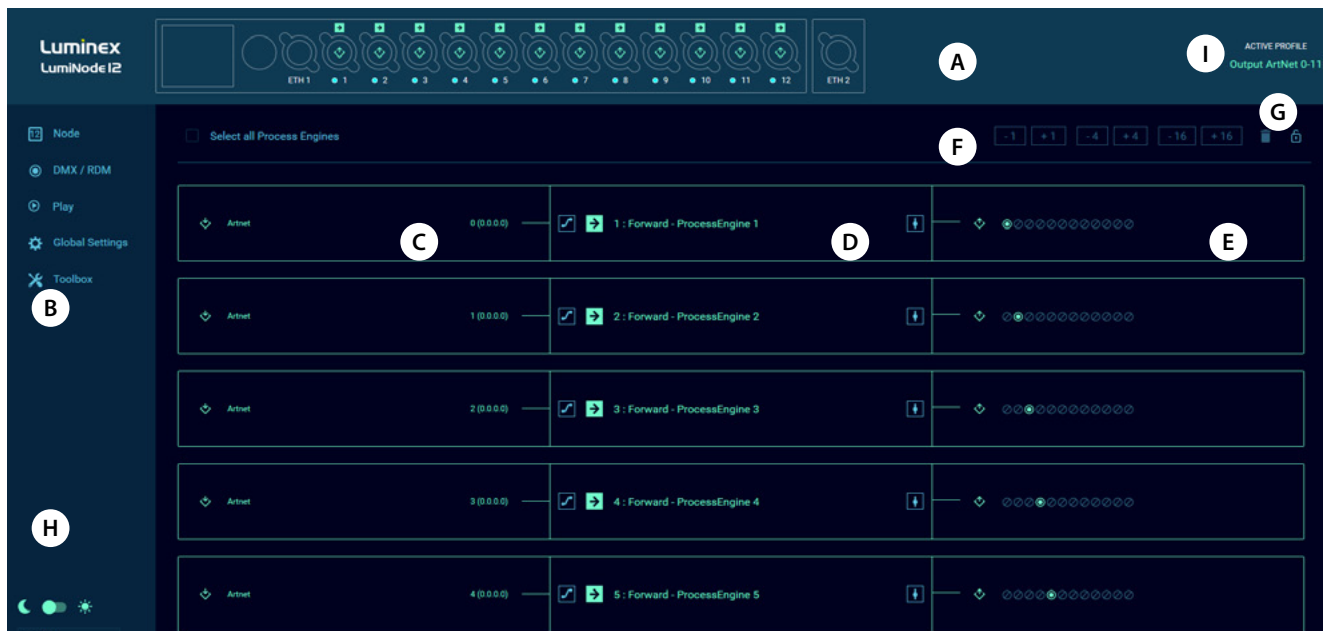 Luminex
LumiNode 12
ETH 1
1
2
3
4
5
6
7
8
9
10
11
12
ETH 2
A
I
ACTIVE PROFILE
Output ArtNet 0-11
G
12 Node
DMX / RDM
Play
Global Settings
Toolbox
B
H
Select all Process Engines
F
- 1 + 1 - 4 + 4 - 16 + 16
Artnet 0 (0.0.0.0) 1 : Forward - ProcessEngine 1
C D E
Artnet 1 (0.0.0.0) 2 : Forward - ProcessEngine 2
Artnet 2 (0.0.0.0) 3 : Forward - ProcessEngine 3
Artnet 3 (0.0.0.0) 4 : Forward - ProcessEngine 4
Artnet 4 (0.0.0.0) 5 : Forward - ProcessEngine 5